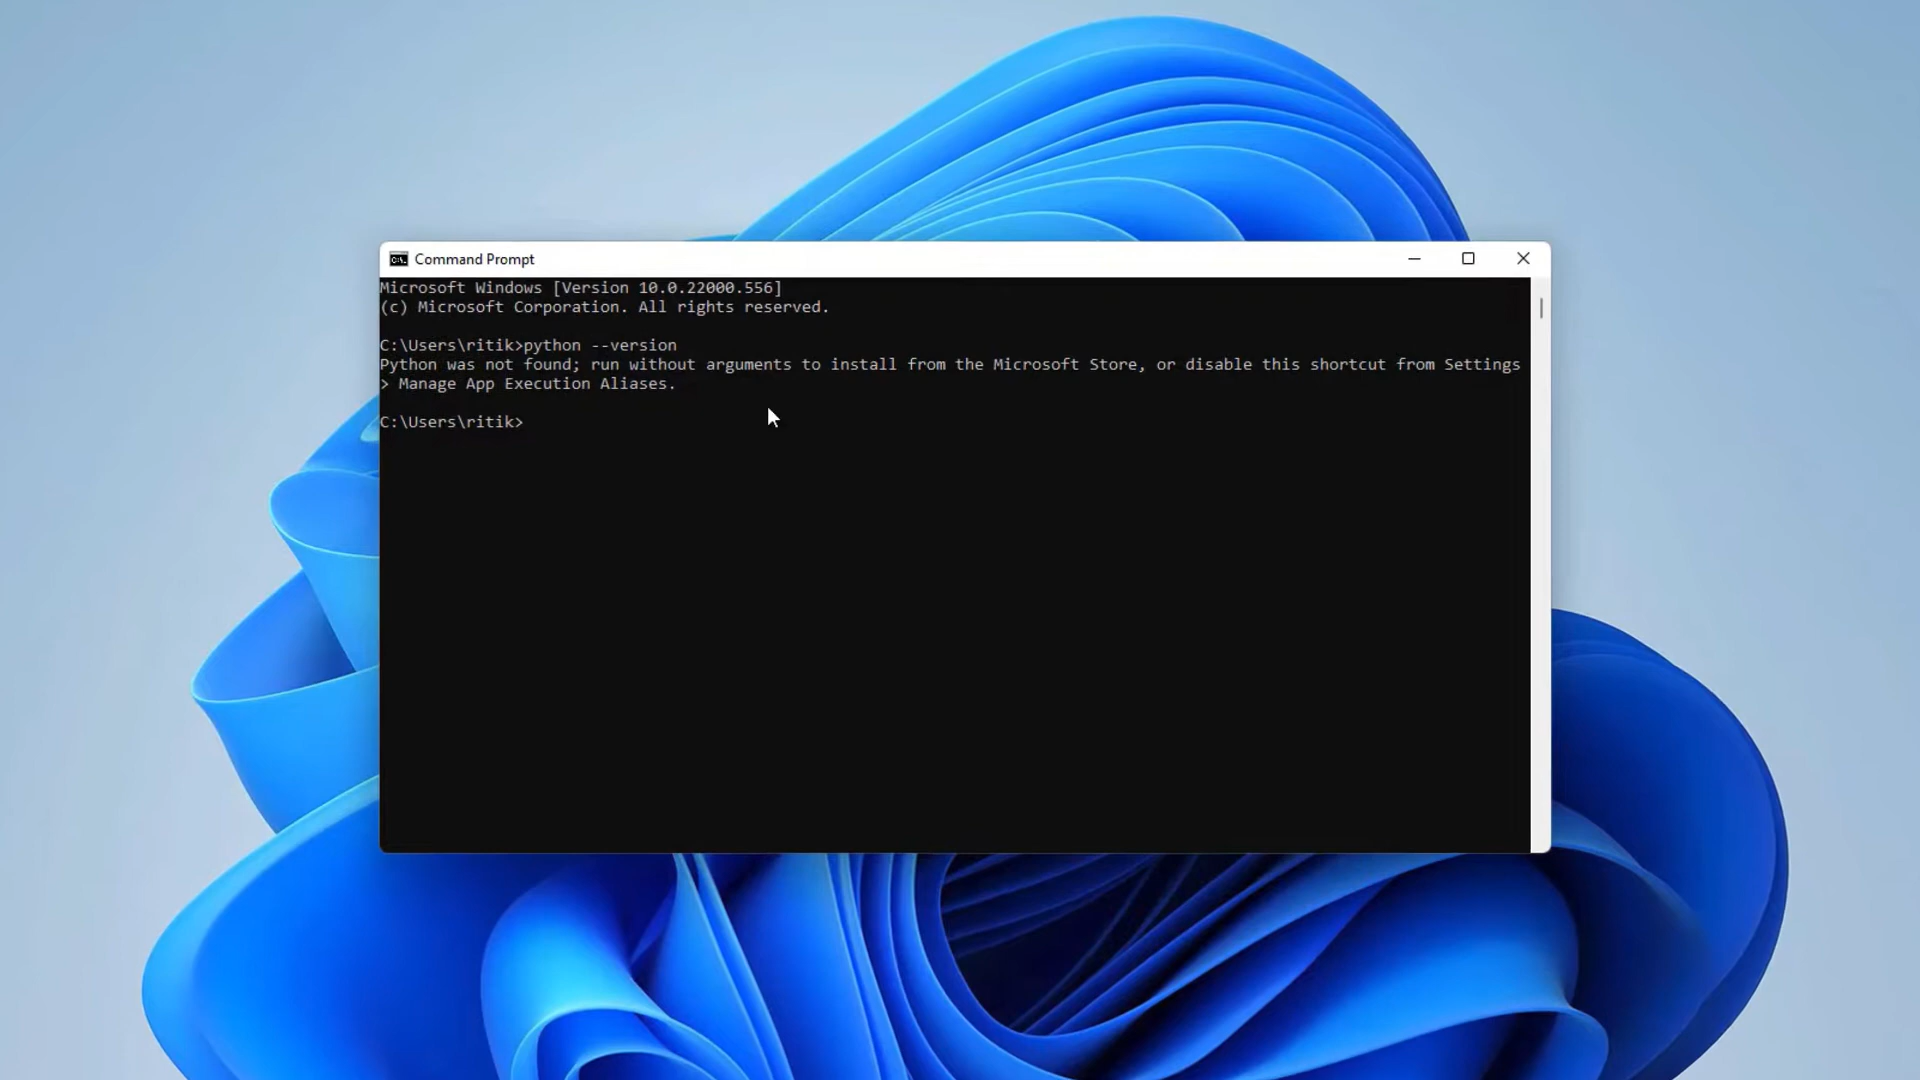 Command Prompt
Microsoft Windows [Version 10.0.22000.556]
(c) Microsoft Corporation. All rights reserved.
C:\Users\ritik>python --version
Python was not found; run without arguments to install from the Microsoft Store, or disable this shortcut from Settings
> Manage App Execution Aliases.
C:\Users\ritik>